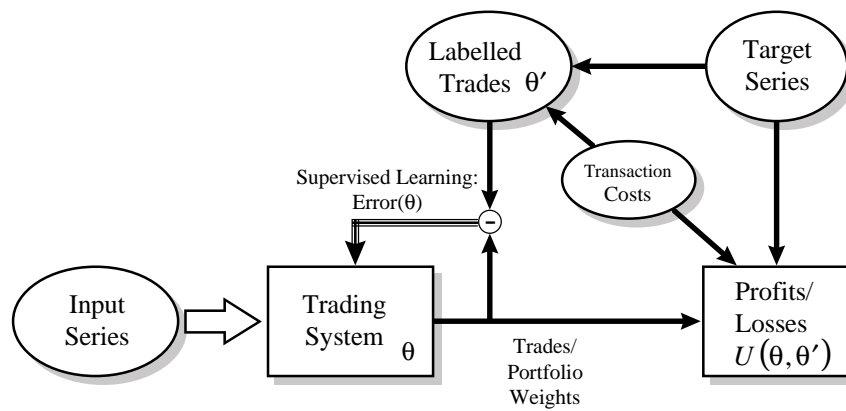 Labelled
Trades θ′
Target
Series
Transaction
Costs
Supervised Learning:
Error(θ)
-
Input
Series
Trading
System
θ
Trades/
Portfolio
Weights
Profits/
Losses
U(θ,θ′)